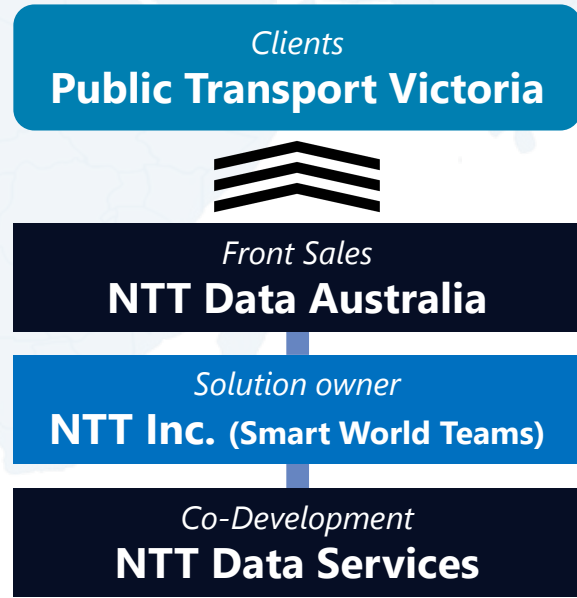 Clients
Public Transport Victoria
Front Sales
NTT Data Australia
Solution owner
NTT Inc. (Smart World Teams)
Co-Development
NTT Data Services